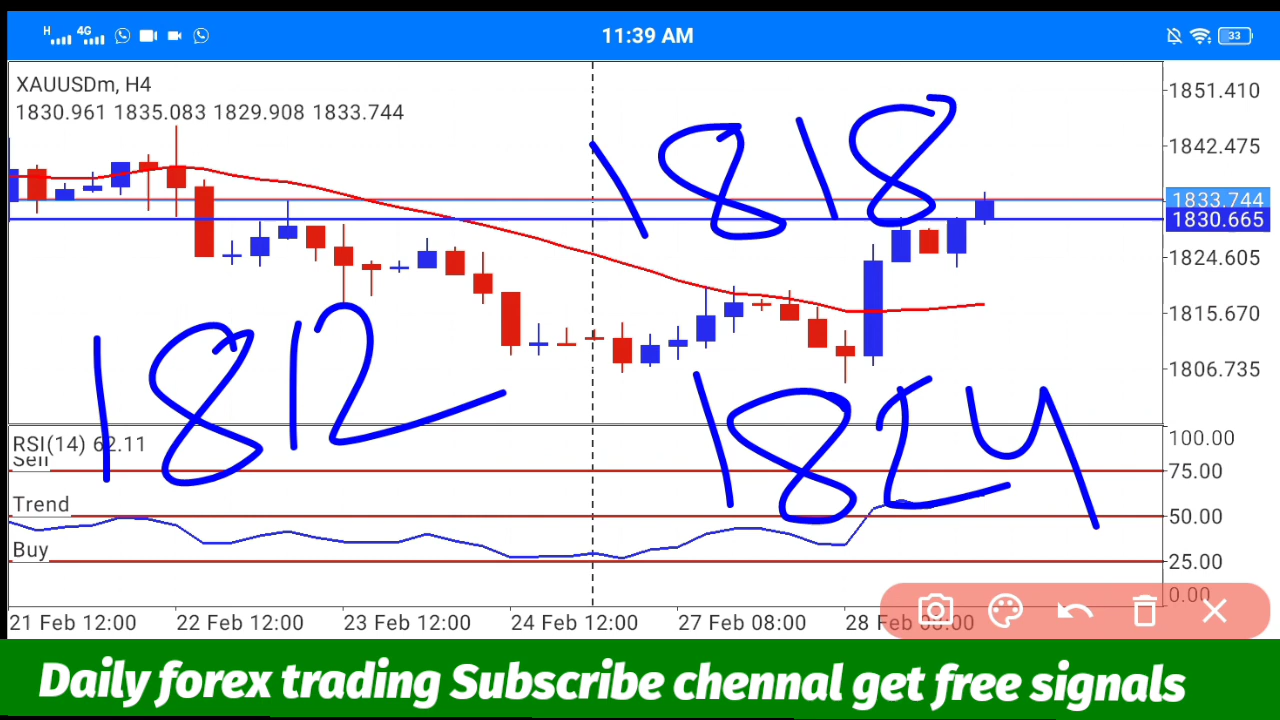 H 4G 11:39 AM 33
XAUUSDm, H4
1830.961 1835.083 1829.908 1833.744
1851.410
1842.475
1833.744
1830.665
1824.605
1815.670
1806.735
1818
1812
1824
RSI(14) 62.11
100.00
Sell
75.00
Trend
50.00
Buy
25.00
0.00
21 Feb 12:00 22 Feb 12:00 23 Feb 12:00 24 Feb 12:00 27 Feb 08:00 28 Feb 08:00
Daily forex trading Subscribe chennal get free signals